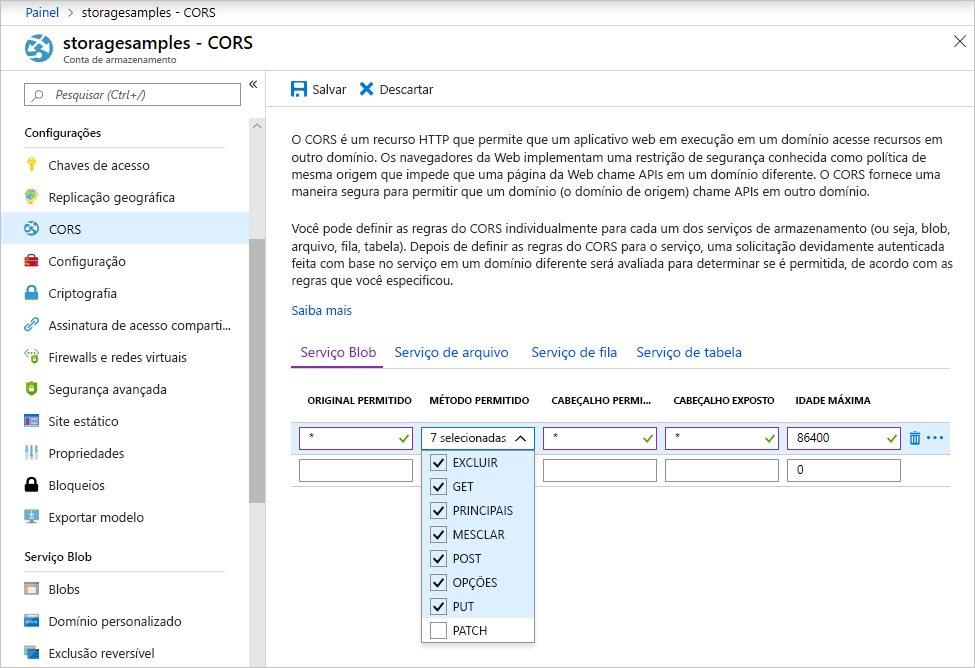 Painel > storagesamples - CORS
storagesamples - CORS
Conta de armazenamento
Pesquisar (Ctrl+/)
«
Configurações
Chaves de acesso
Replicação geográfica
CORS
Configuração
Criptografia
Assinatura de acesso comparti...
Firewalls e redes virtuais
Segurança avançada
Site estático
Propriedades
Bloqueios
Exportar modelo
Serviço Blob
Blobs
Domínio personalizado
Exclusão reversível
Salvar Descartar
O CORS é um recurso HTTP que permite que um aplicativo web em execução em um domínio acesse recursos em
outro domínio. Os navegadores da Web implementam uma restrição de segurança conhecida como política de
mesma origem que impede que uma página da Web chame APIs em um domínio diferente. O CORS fornece uma
maneira segura para permitir que um domínio (o domínio de origem) chame APIs em outro domínio.
Você pode definir as regras do CORS individualmente para cada um dos serviços de armazenamento (ou seja, blob,
arquivo, fila, tabela). Depois de definir as regras do CORS para o serviço, uma solicitação devidamente autenticada
feita com base no serviço em um domínio diferente será avaliada para determinar se é permitida, de acordo com as
regras que você especificou.
Saiba mais
Serviço Blob Serviço de arquivo Serviço de fila Serviço de tabela
ORIGINAL PERMITIDO MÉTODO PERMITIDO CABEÇALHO PERMI... CABEÇALHO EXPOSTO IDADE MÁXIMA
* 7 selecionadas * * 86400
0
EXCLUIR
GET
PRINCIPAIS
MESCLAR
POST
OPÇÕES
PUT
PATCH